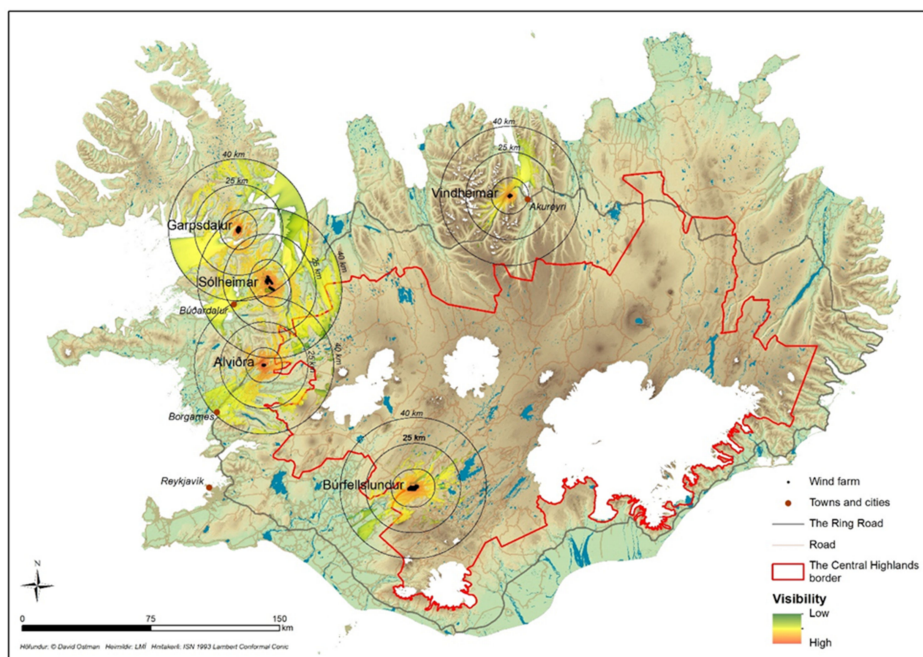 40 km
25 km
Vindheimar
Akureyri
40 km
25 km
Garpsdalur
Sólheimar
25 km
40 km
Búðardalur
Alviðra
25 km
40 km
Borgarnes
40 km
25 km
Reykjavík
Búrfellslundur
N
0 75 150
km
Wind farm
Towns and cities
The Ring Road
Road
The Central Highlands
border
Visibility
Low
High
Höfundur: © David Ostman Heimildir: LMÍ Hnitakerfi: ISN 1993 Lambert Conformal Conic